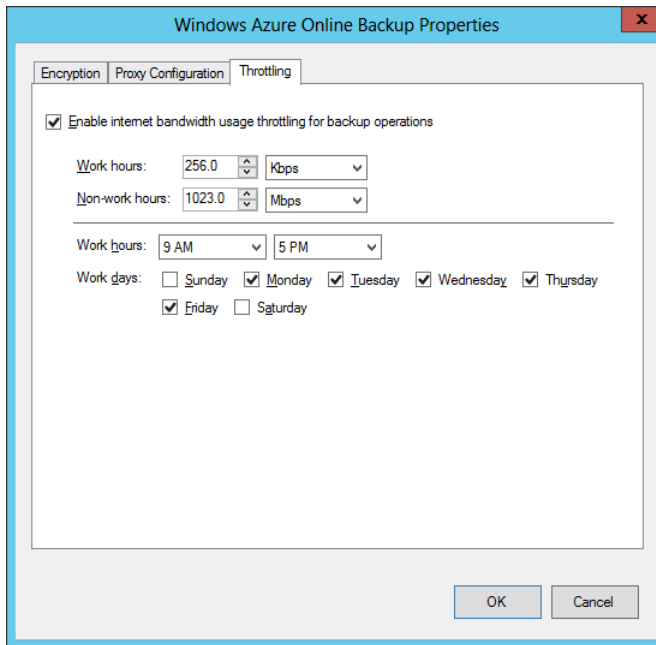 Windows Azure Online Backup Properties
x
Encryption Proxy Configuration Throttling
Enable internet bandwidth usage throttling for backup operations
Work hours: 256.0 Kbps
Non-work hours: 1023.0 Mbps
Work hours: 9 AM 5 PM
Work days: Sunday Monday Tuesday Wednesday Thursday
Friday Saturday
OK Cancel